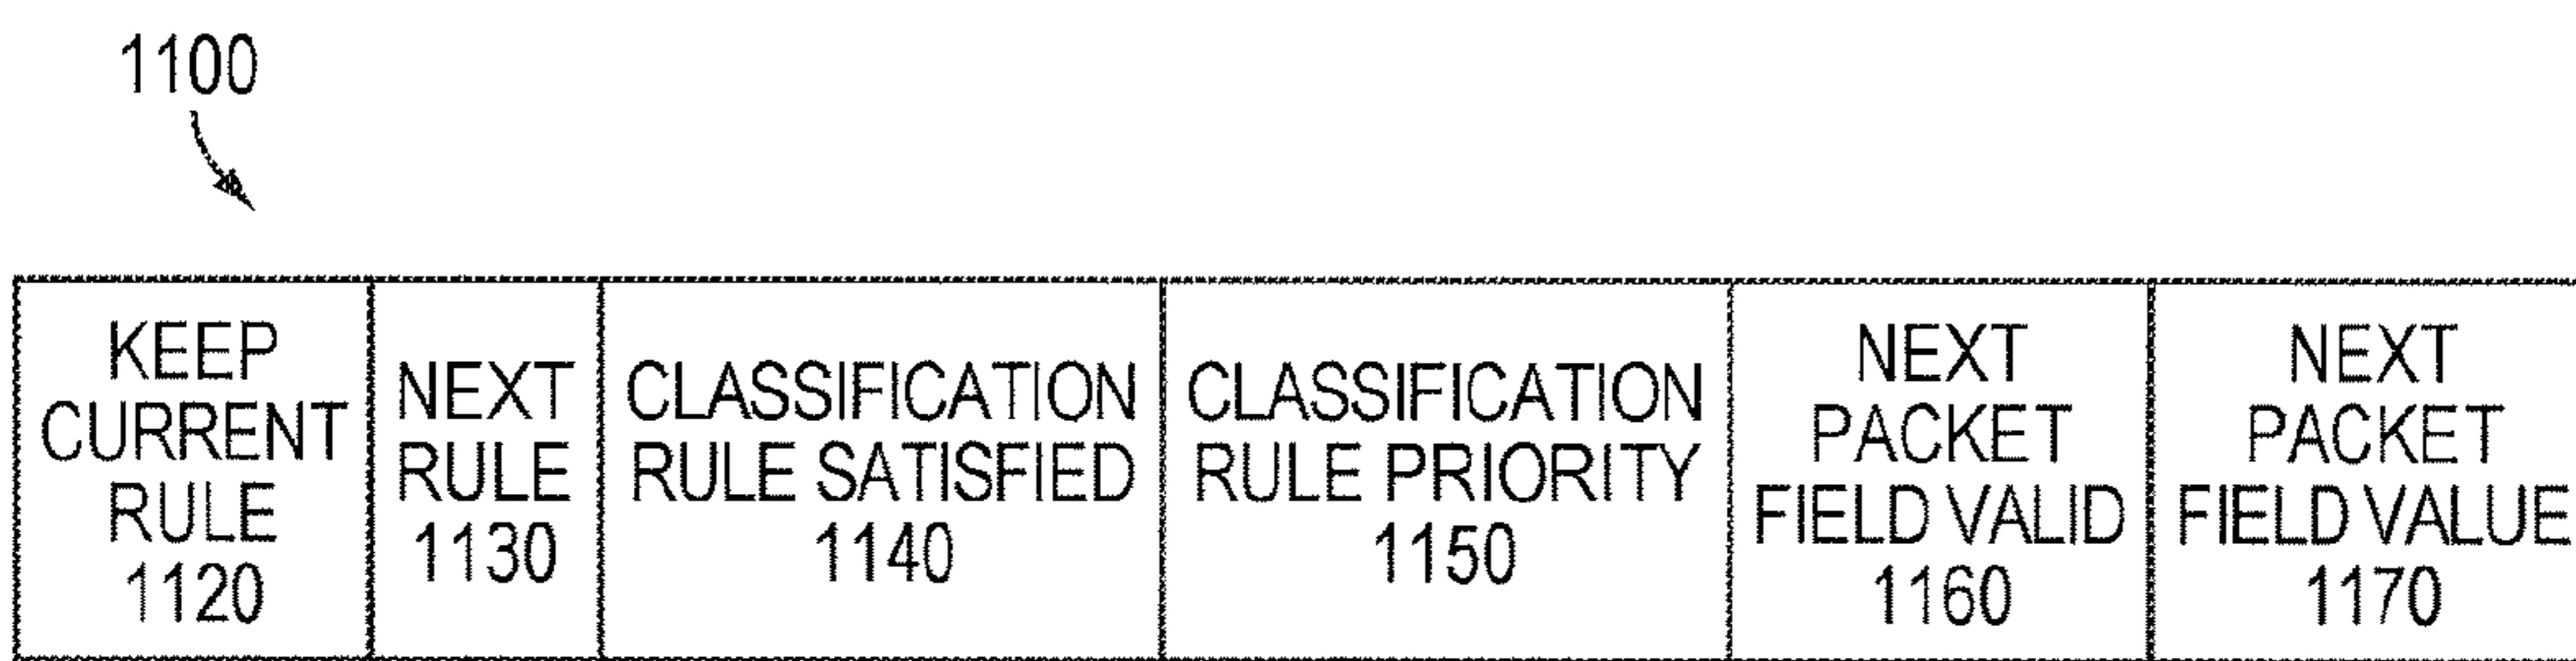 1100
KEEP
CURRENT
RULE
1120
NEXT
RULE
1130
CLASSIFICATION
RULE SATISFIED
1140
CLASSIFICATION
RULE PRIORITY
1150
NEXT
PACKET
FIELD VALID
1160
NEXT
PACKET
FIELD VALUE
1170